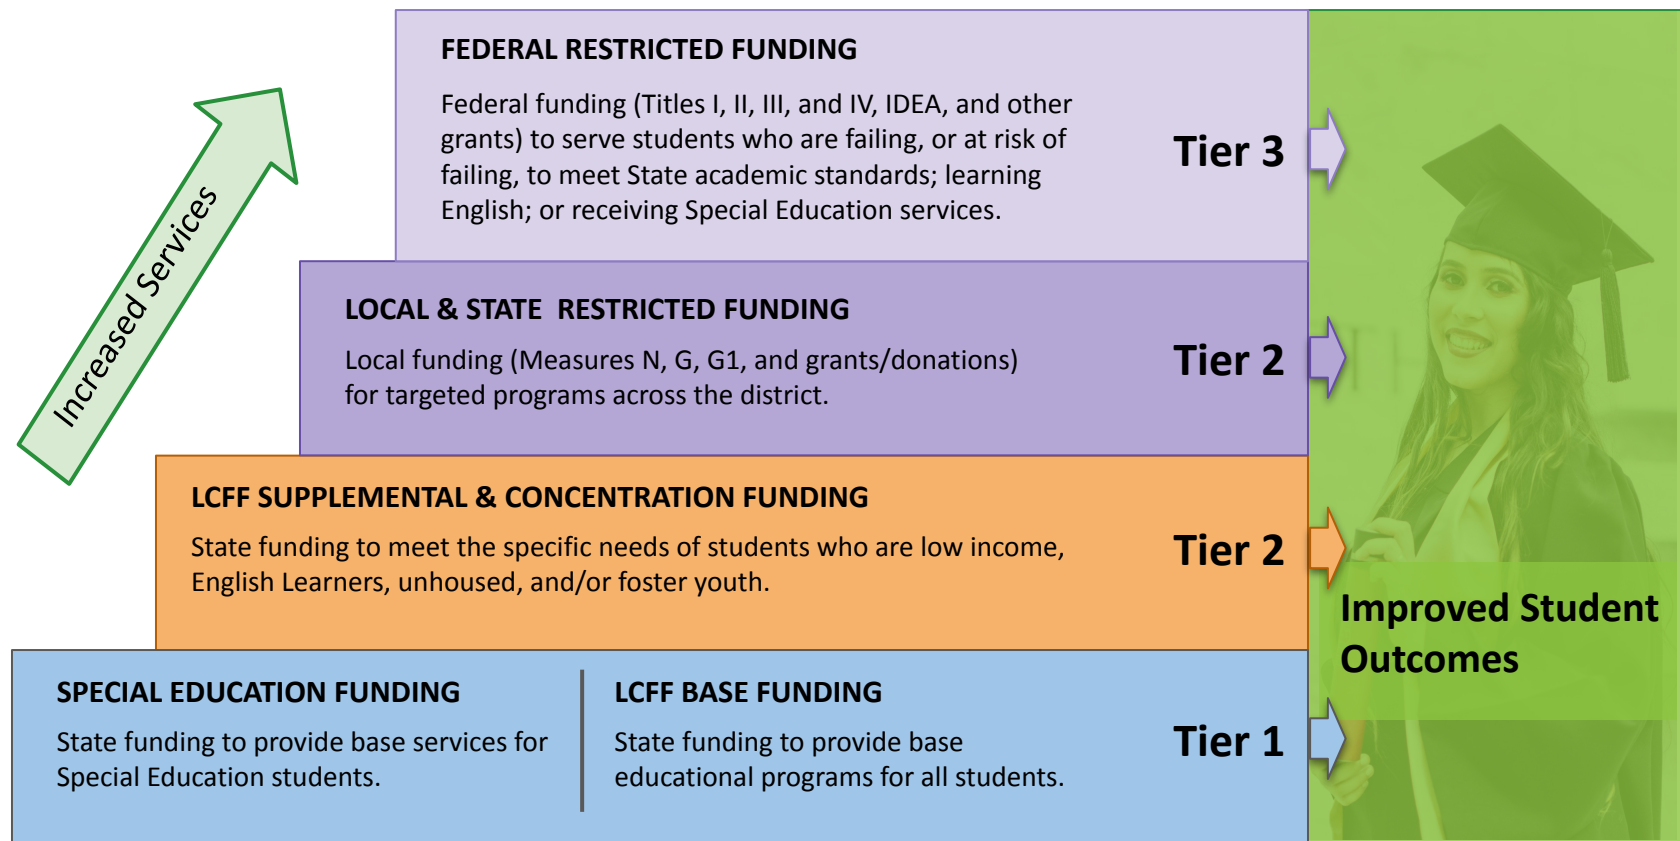 FEDERAL RESTRICTED FUNDING
Federal funding (Titles I, II, III, and IV, IDEA, and other
grants) to serve students who are failing, or at risk of
failing, to meet State academic standards; learning
English; or receiving Special Education services.
Tier 3
Increased Services
LOCAL & STATE  RESTRICTED FUNDING
Local funding (Measures N, G, G1, and grants/donations)
for targeted programs across the district.
Tier 2
LCFF SUPPLEMENTAL & CONCENTRATION FUNDING
State funding to meet the specific needs of students who are low income,
English Learners, unhoused, and/or foster youth.
Tier 2
SPECIAL EDUCATION FUNDING
State funding to provide base services for
Special Education students.
LCFF BASE FUNDING
State funding to provide base
educational programs for all students.
Tier 1
Improved Student
Outcomes